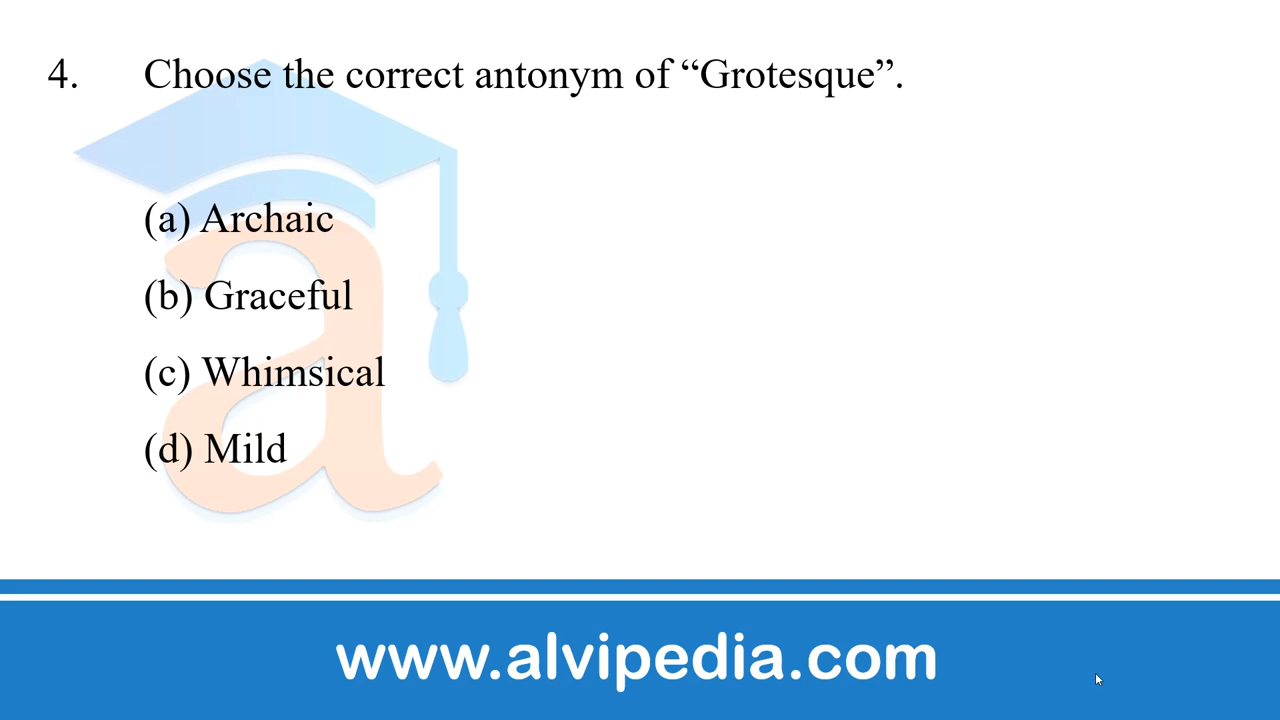 4. Choose the correct antonym of “Grotesque”.
(a) Archaic
(b) Graceful
(c) Whimsical
(d) Mild
www.alvipedia.com